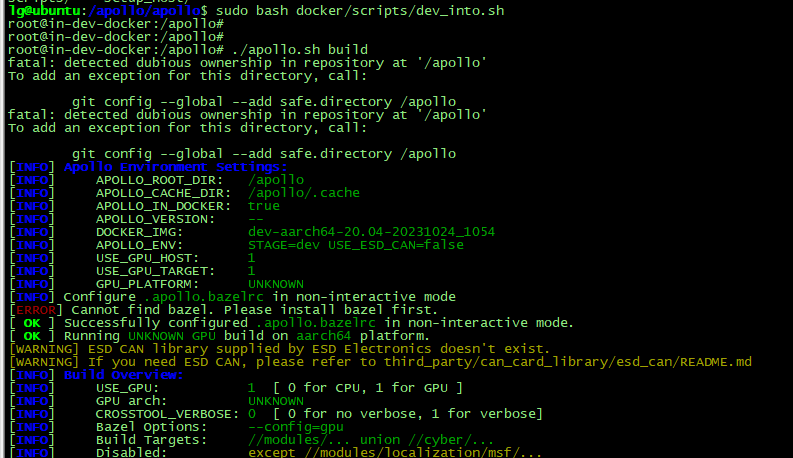 lg@ubuntu:/apollo/apollo$ sudo bash docker/scripts/dev_into.sh
root@in-dev-docker:/apollo#
root@in-dev-docker:/apollo#
root@in-dev-docker:/apollo# ./apollo.sh build
fatal: detected dubious ownership in repository at '/apollo'
To add an exception for this directory, call:
git config --global --add safe.directory /apollo
fatal: detected dubious ownership in repository at '/apollo'
To add an exception for this directory, call:
git config --global --add safe.directory /apollo
[INFO] Apollo Environment Settings:
[INFO] APOLLO_ROOT_DIR: /apollo
[INFO] APOLLO_CACHE_DIR: /apollo/.cache
[INFO] APOLLO_IN_DOCKER: true
[INFO] APOLLO_VERSION: --
[INFO] DOCKER_IMG: dev-aarch64-20.04-20231024_1054
[INFO] APOLLO_ENV: STAGE=dev USE_ESD_CAN=false
[INFO] USE_GPU_HOST: 1
[INFO] USE_GPU_TARGET: 1
[INFO] GPU_PLATFORM: UNKNOWN
[INFO] Configure .apollo.bazelrc in non-interactive mode
[ERROR] Cannot find bazel. Please install bazel first.
[ OK ] Successfully configured .apollo.bazelrc in non-interactive mode.
[ OK ] Running UNKNOWN GPU build on aarch64 platform.
[WARNING] ESD CAN library supplied by ESD Electronics doesn't exist.
[WARNING] If you need ESD CAN, please refer to third_party/can_card_library/esd_can/README.md
[INFO] Build Overview:
[INFO] USE_GPU: 1 [ 0 for CPU, 1 for GPU ]
[INFO] GPU arch: UNKNOWN
[INFO] CROSSTOOL_VERBOSE: 0 [ 0 for no verbose, 1 for verbose]
[INFO] Bazel Options: --config=gpu
[INFO] Build Targets: //modules/... union //cyber/...
[INFO] Disabled: except //modules/localization/msf/...